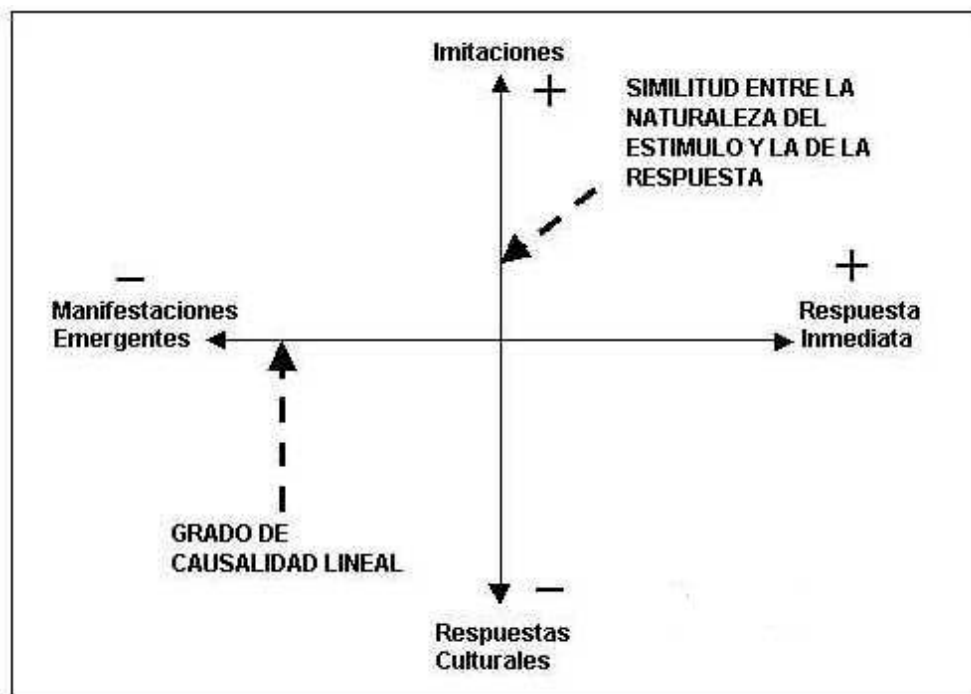 Imitaciones
+
SIMILITUD ENTRE LA
NATURALEZA DEL
ESTIMULO Y LA DE LA
RESPUESTA
−
Manifestaciones
Emergentes
+
Respuesta
Inmediata
GRADO DE
CAUSALIDAD LINEAL
−
Respuestas
Culturales